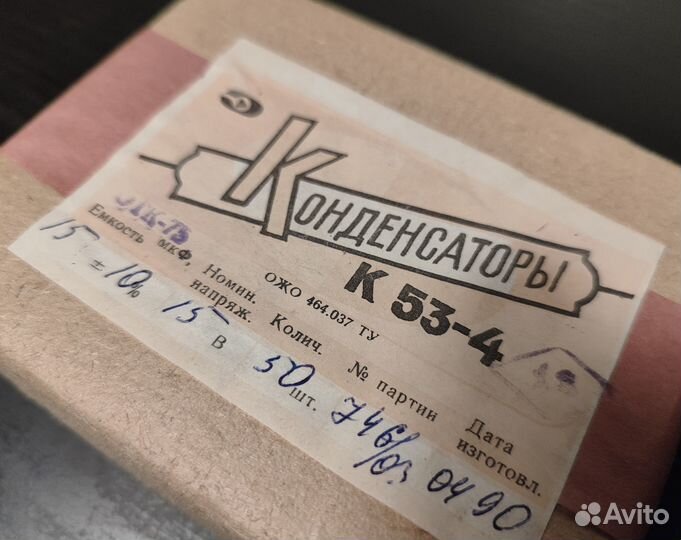 КОНДЕНСАТОРЫ
К 53-4
ОЖО 464.037 ТУ
Емкость мкФ, Номин. напряж. Колич. № партии Дата изготовл.
15 ± 10% 15 В 50 шт. 746/03 0490
Avito